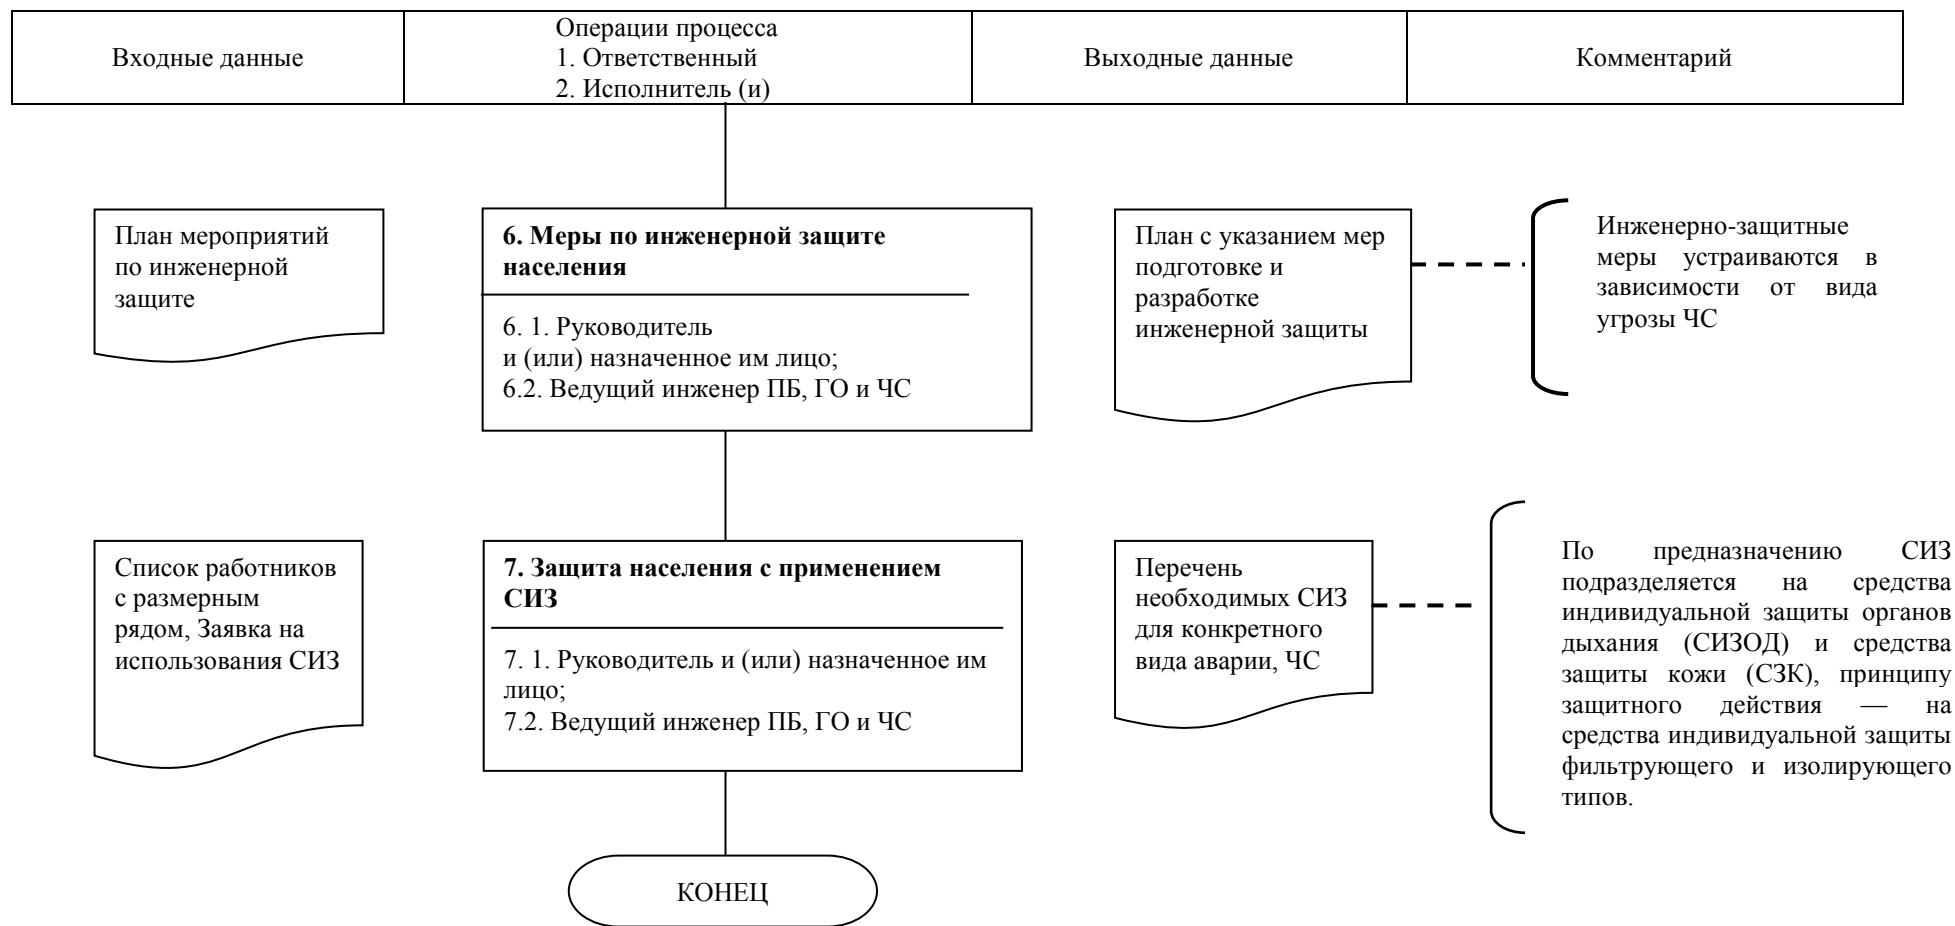 Входные данные
Операции процесса
1. Ответственный
2. Исполнитель (и)
Выходные данные
Комментарий
План мероприятий
по инженерной
защите
6. Меры по инженерной защите
населения
6. 1. Руководитель
и (или) назначенное им лицо;
6.2. Ведущий инженер ПБ, ГО и ЧС
План с указанием мер
подготовке и
разработке
инженерной защиты
Инженерно-защитные
меры устраиваются в
зависимости от вида
угрозы ЧС
Список работников
с размерным
рядом, Заявка на
использования СИЗ
7. Защита населения с применением
СИЗ
7. 1. Руководитель и (или) назначенное им
лицо;
7.2. Ведущий инженер ПБ, ГО и ЧС
Перечень
необходимых СИЗ
для конкретного
вида аварии, ЧС
По предназначению СИЗ
подразделяется на средства
индивидуальной защиты органов
дыхания (СИЗОД) и средства
защиты кожи (СЗК), принципу
защитного действия — на
средства индивидуальной защиты
фильтрующего и изолирующего
типов.
КОНЕЦ